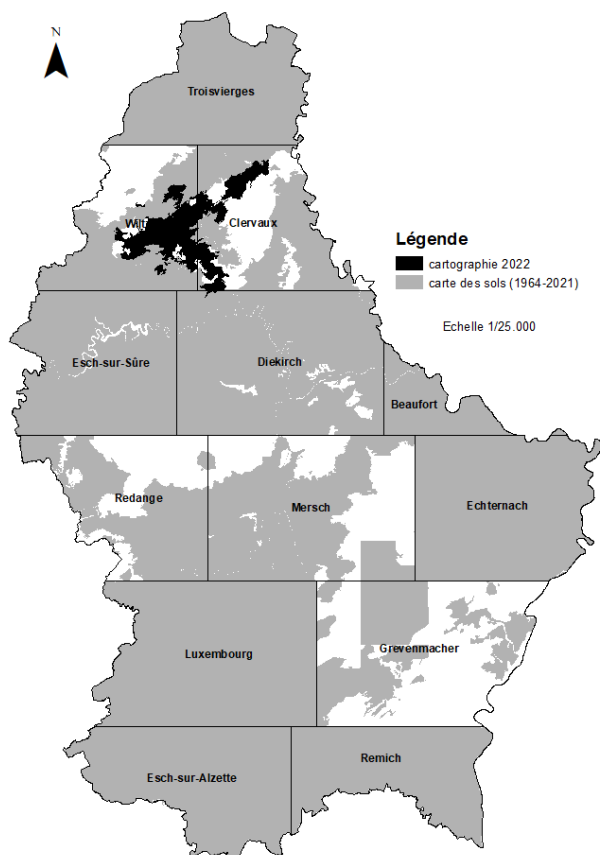 N
Troisvierges
Clervaux
Légende
cartographie 2022
carte des sols (1964-2021)
Echelle 1/25.000
Esch-sur-Sûre
Diekirch
Beaufort
Redange
Mersch
Echternach
Luxembourg
Grevenmacher
Esch-sur-Alzette
Remich